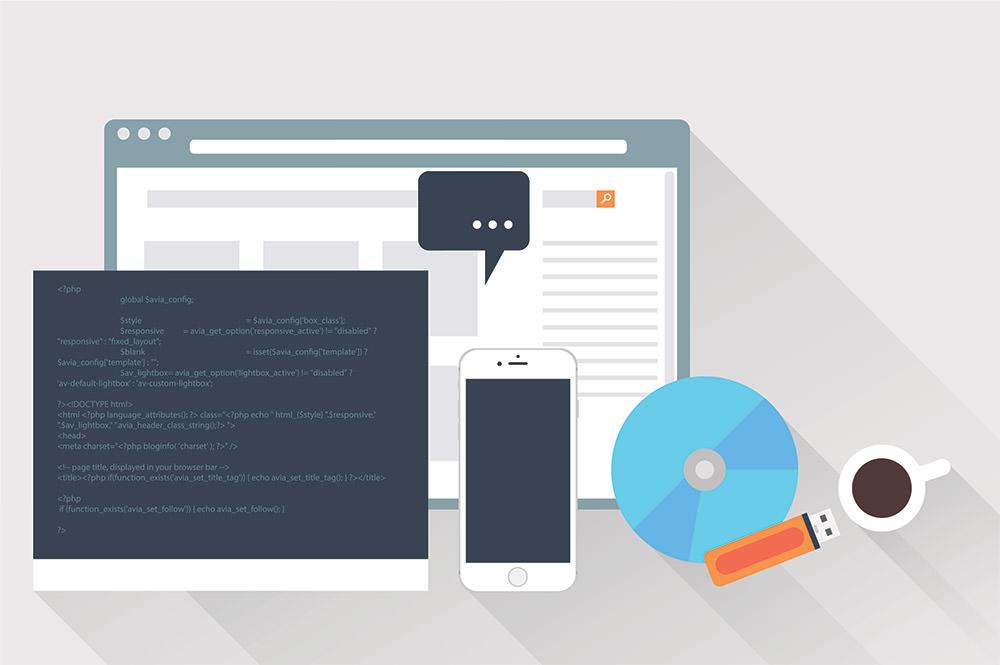 <?php
global $avia_config;
$style = $avia_config['box_class'];
$responsive = avia_get_option('responsive_active') != "disabled" ?
"responsive" : "fixed_layout";
$blank = isset($avia_config['template']) ?
$avia_config['template'] : "";
$av_lightbox= avia_get_option('lightbox_active') != "disabled" ?
'av-default-lightbox' : 'av-custom-lightbox';
?><!DOCTYPE html>
<html <?php language_attributes(); ?> class="<?php echo " html_{$style} ".$responsive."
".$av_lightbox." ".avia_header_class_string();?> ">
<head>
<meta charset="<?php bloginfo( 'charset' ); ?>" />
<!-- page title, displayed in your browser bar -->
<title><?php if(function_exists('avia_set_title_tag')) { echo avia_set_title_tag(); } ?></title>
<?php
if (function_exists('avia_set_follow')) { echo avia_set_follow(); }
?>